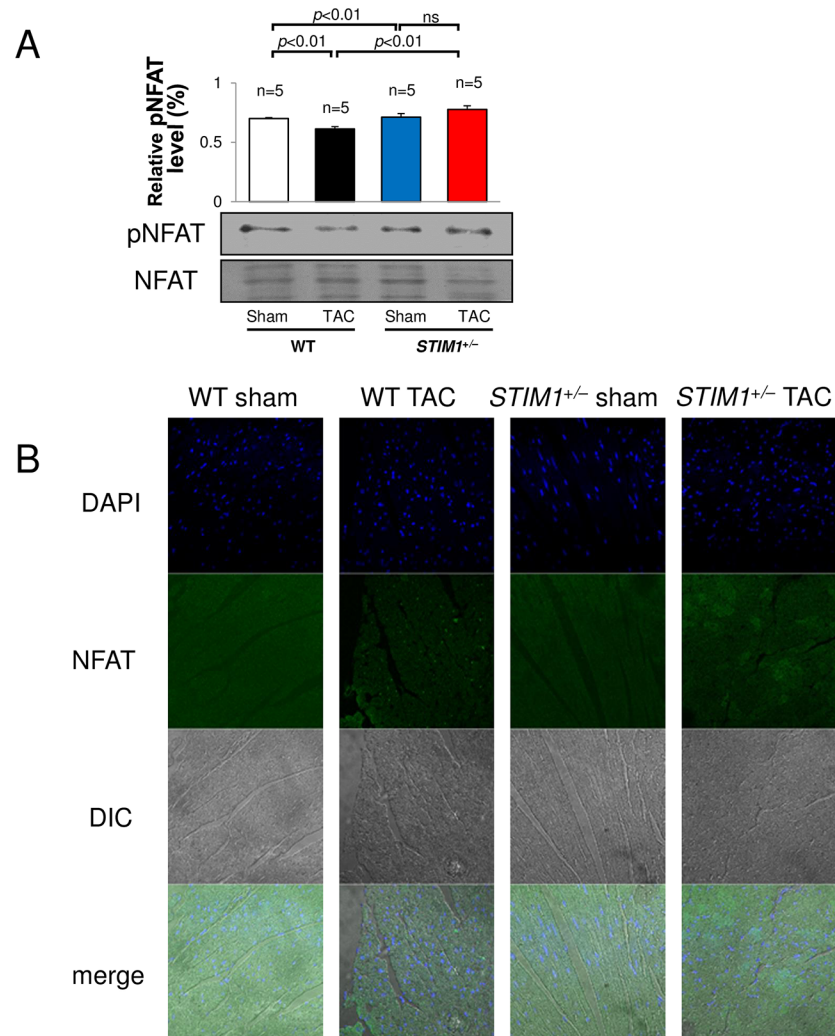 A
p<0.01 ns
p<0.01 p<0.01
Relative pNFAT
level (%)
1
0.5
0
n=5 n=5 n=5 n=5
pNFAT
NFAT
Sham TAC Sham TAC
WT STIM1+/–
B
WT sham WT TAC STIM1+/– sham STIM1+/– TAC
DAPI
NFAT
DIC
merge